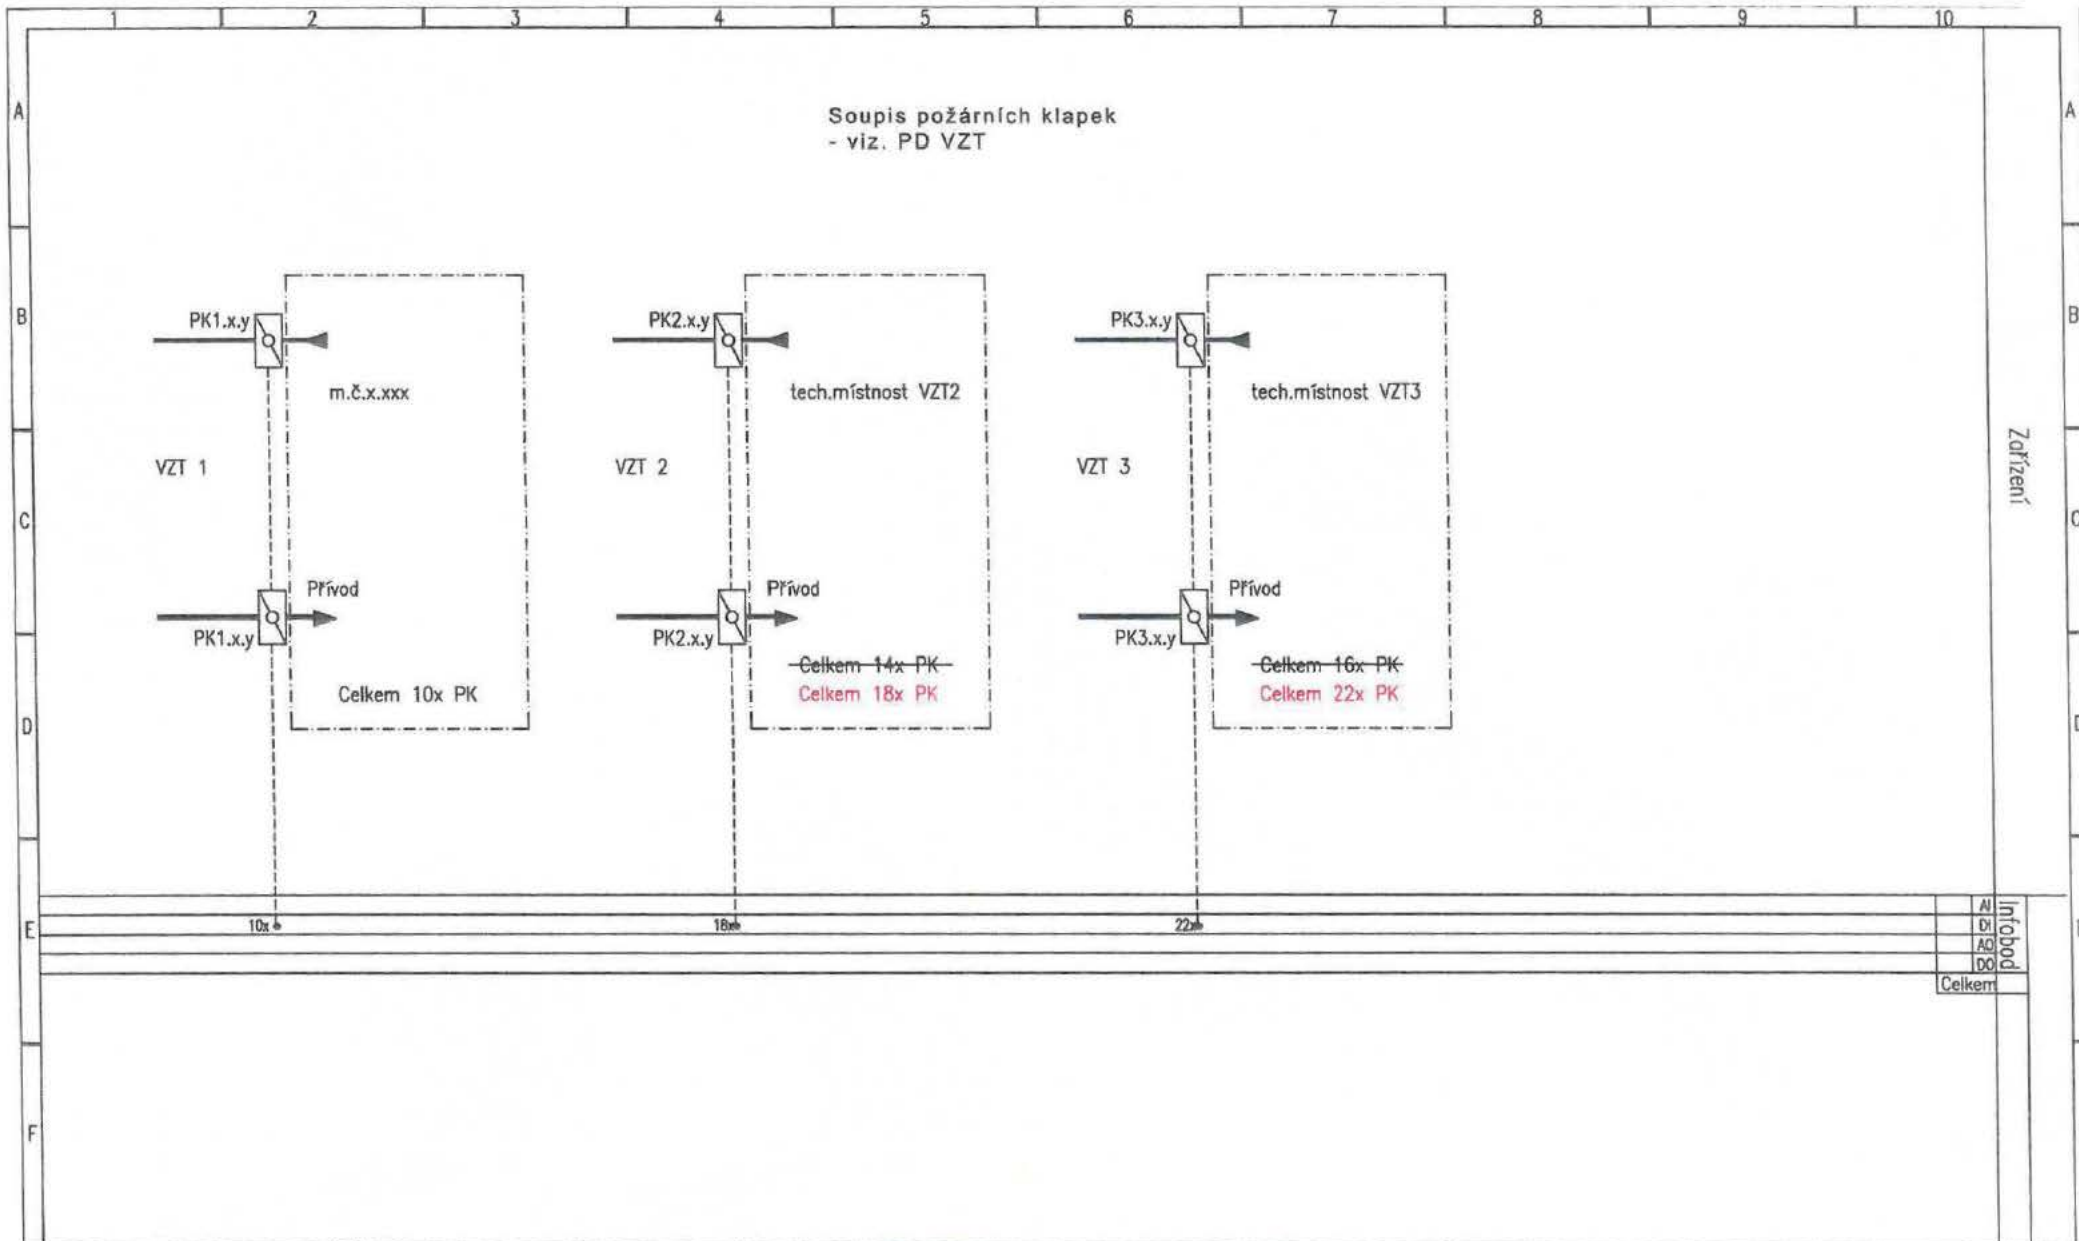 1 2 3 4 5 6 7 8 9 10
Soupis požárních klapek
- viz. PD VZT
A A
B B
C C
D D
E
F
PK1.x.y
m.č.x.xxx
VZT 1
Přívod
PK1.x.y
Celkem 10x PK
PK2.x.y
tech.místnost VZT2
VZT 2
Přívod
PK2.x.y
Celkem 14x PK
Celkem 18x PK
PK3.x.y
tech.místnost VZT3
VZT 3
Přívod
PK3.x.y
Celkem 16x PK
Celkem 22x PK
Zařízení
10x 18x 22x
AI
DI
AO
DO
Infobod
Celkem